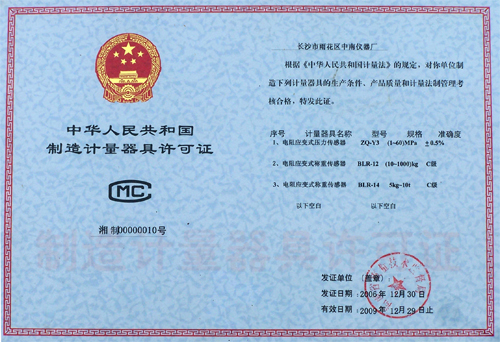 中华人民共和国
制造计量器具许可证
CMC
湘 制00000010号
长沙市雨花区中南仪器厂
根据《中华人民共和国计量法》的规定，对你单位制
造下列计量器具的生产条件、产品质量和计量法制管理考
核合格，特发此证。
序号 计量器具名称 型号 规格 准确度
1、电阻应变式压力传感器 ZQ-Y3 (1~60)MPa ±0.5%
2、电阻应变式称重传感器 BLR-12 (10~1000)kg C级
3、电阻应变式称重传感器 BLR-14 5kg~10t C级
以下空白 以下空白
发证单位 (盖章)
发证日期：2006年 12月30日
有效日期：2009年 12月29日止